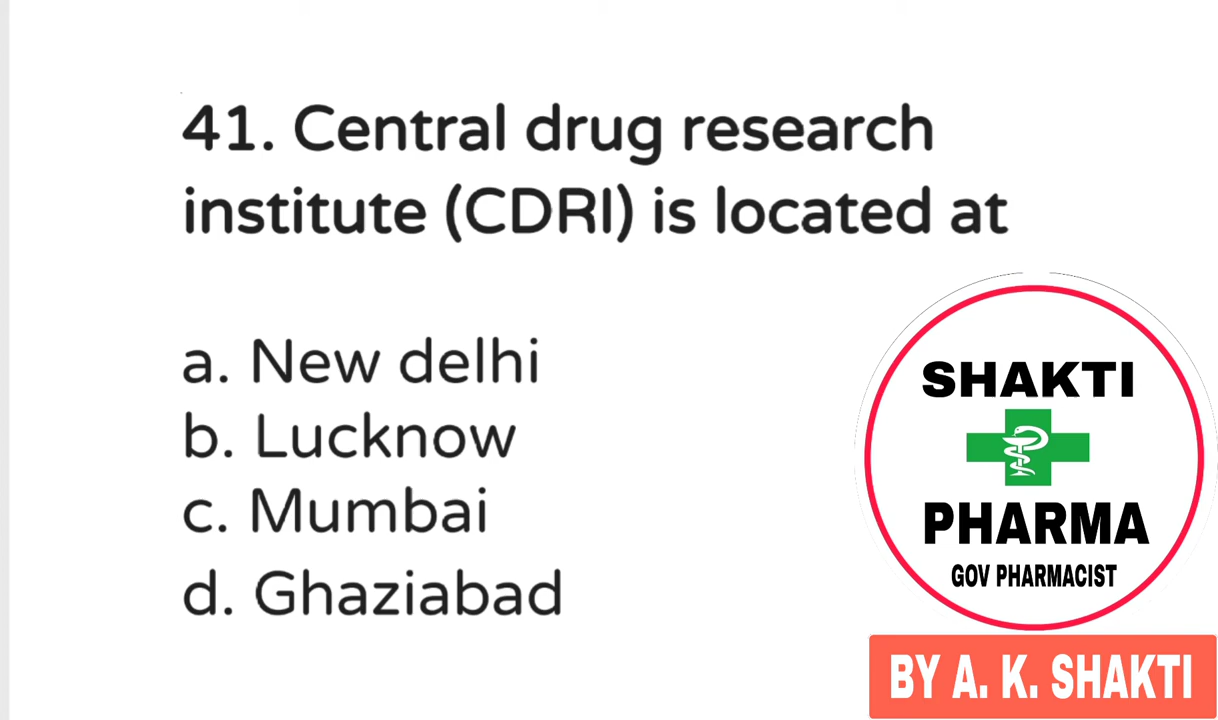 41. Central drug research
institute (CDRI) is located at
a. New delhi
b. Lucknow
c. Mumbai
d. Ghaziabad
SHAKTI
PHARMA
GOV PHARMACIST
BY A. K. SHAKTI